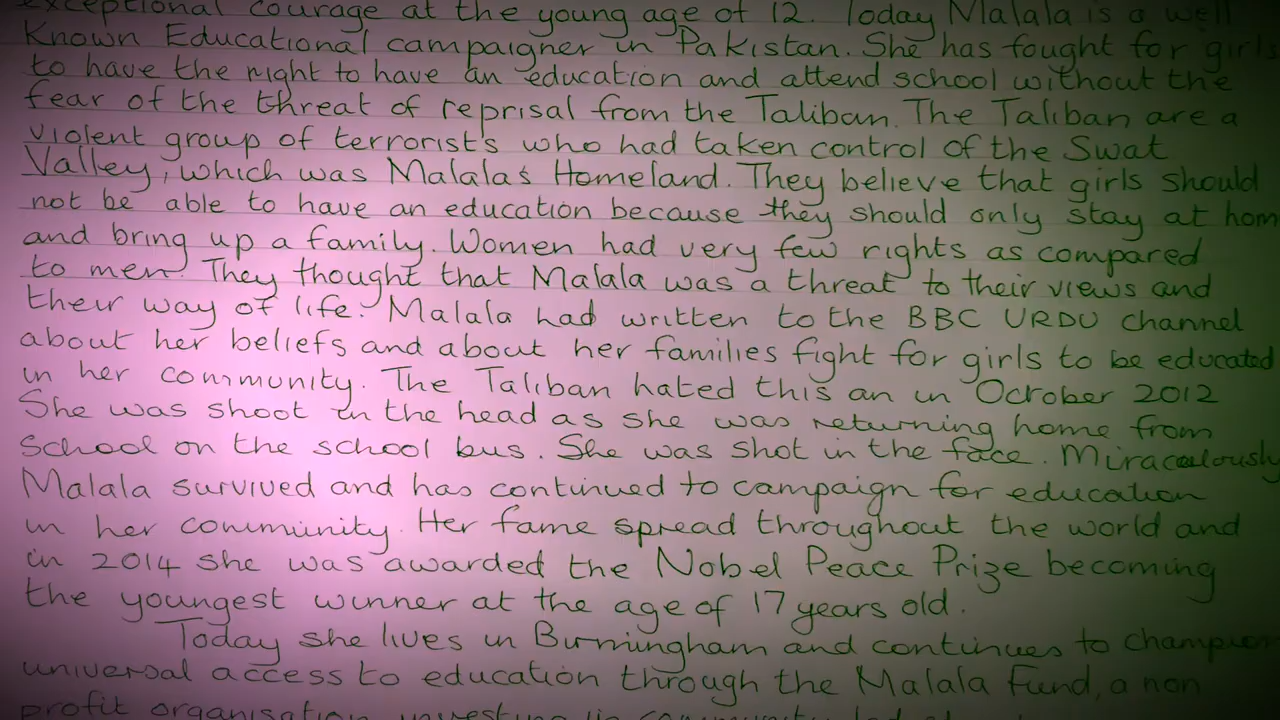 exceptional courage at the young age of 12. Today Malala is a well
Known Educational campaigner in Pakistan. She has fought for girls
to have the right to have an education and attend school without the
fear of the threat of reprisal from the Taliban. The Taliban are a
violent group of terrorists who had taken control of the Swat
Valley, which was Malala's Homeland. They believe that girls should
not be able to have an education because they should only stay at hom
and bring up a family. Women had very few rights as compared
to men. They thought that Malala was a threat to their views and
their way of life. Malala had written to the BBC URDU channel
about her beliefs and about her families fight for girls to be educated
in her community. The Taliban hated this an in October 2012
She was shoot in the head as she was returning home from
school on the school bus. She was shot in the face. Miraculously
Malala survived and has continued to campaign for education
in her community. Her fame spread throughout the world and
in 2014 she was awarded the Nobel Peace Prize becoming
the youngest winner at the age of 17 years old.
Today she lives in Birmingham and continues to champion
universal access to education through the Malala Fund, a non
profit organisation investing in community led